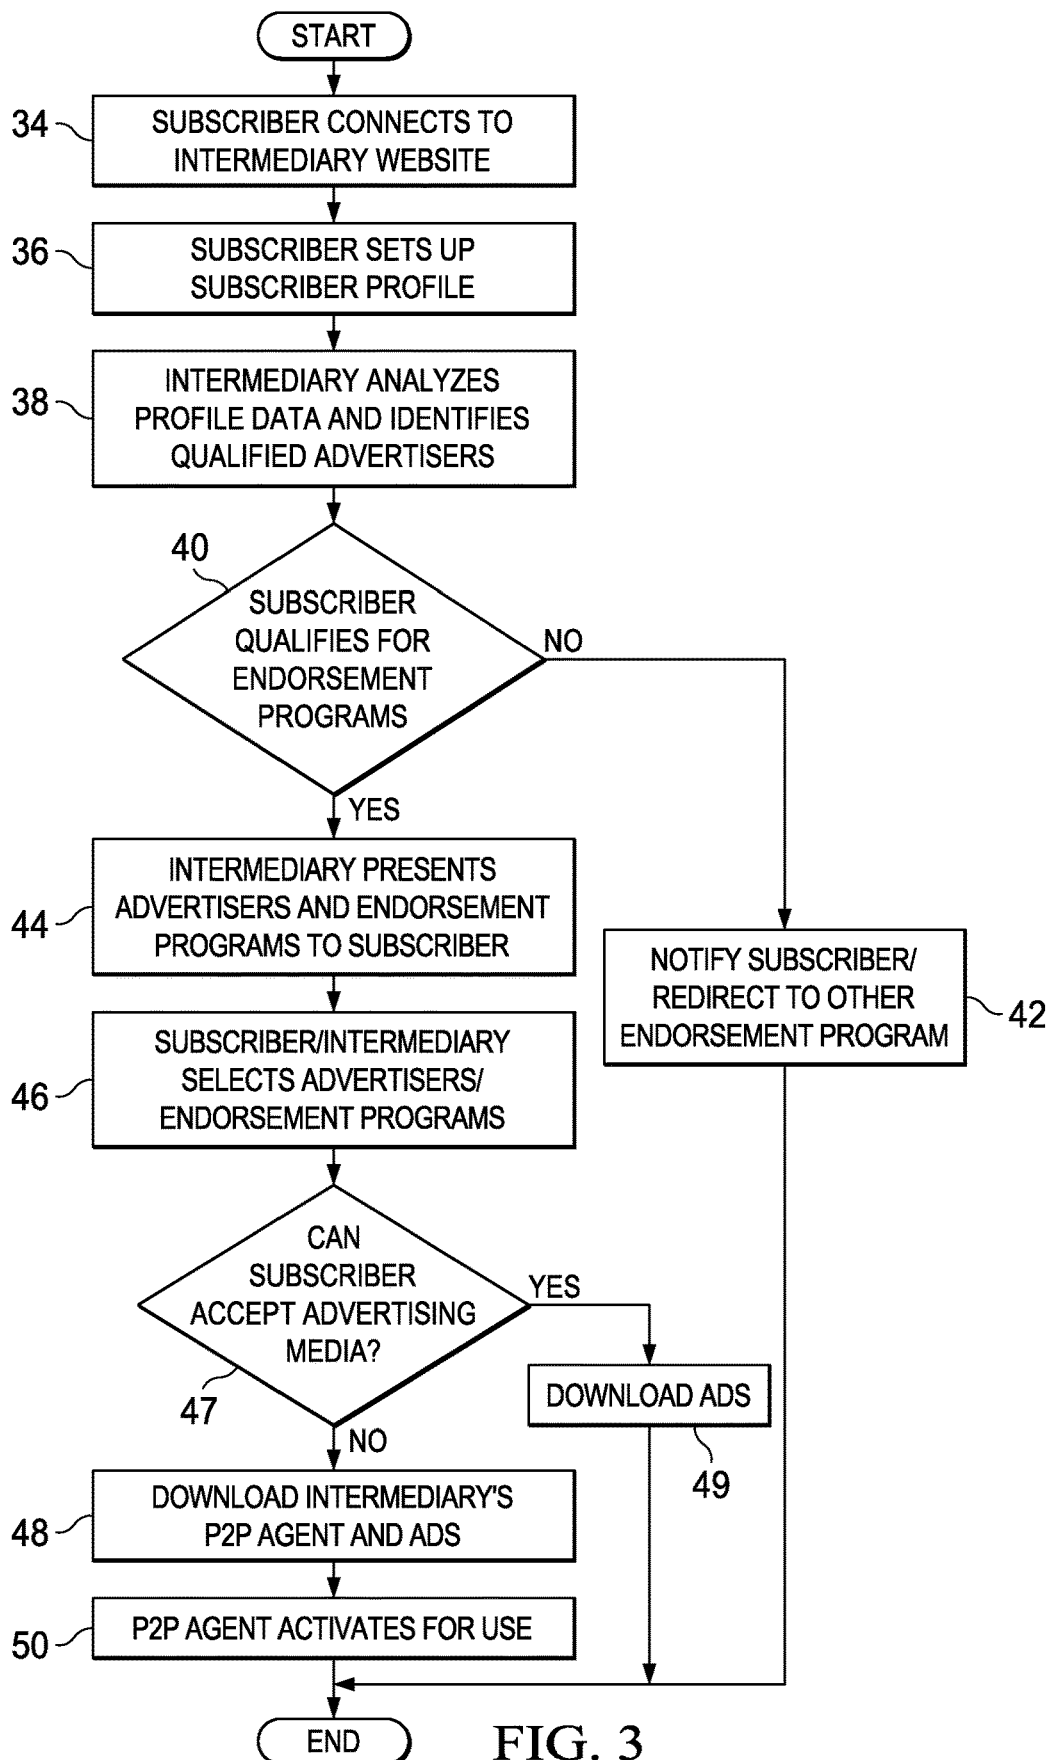 START
34
SUBSCRIBER CONNECTS TO
INTERMEDIARY WEBSITE
36
SUBSCRIBER SETS UP
SUBSCRIBER PROFILE
38
INTERMEDIARY ANALYZES
PROFILE DATA AND IDENTIFIES
QUALIFIED ADVERTISERS
40
SUBSCRIBER
QUALIFIES FOR
ENDORSEMENT
PROGRAMS
NO
YES
44
INTERMEDIARY PRESENTS
ADVERTISERS AND ENDORSEMENT
PROGRAMS TO SUBSCRIBER
NOTIFY SUBSCRIBER/
REDIRECT TO OTHER
ENDORSEMENT PROGRAM
42
46
SUBSCRIBER/INTERMEDIARY
SELECTS ADVERTISERS/
ENDORSEMENT PROGRAMS
CAN
SUBSCRIBER
ACCEPT ADVERTISING
MEDIA?
47
YES
DOWNLOAD ADS
49
NO
48
DOWNLOAD INTERMEDIARY'S
P2P AGENT AND ADS
50
P2P AGENT ACTIVATES FOR USE
END
FIG. 3